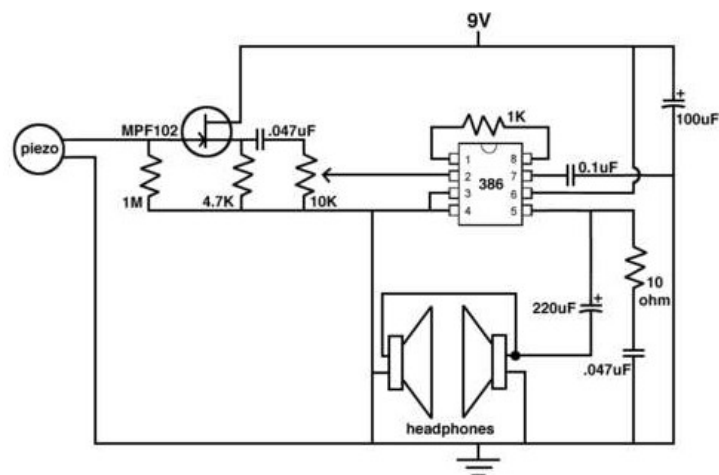 9V
MPF102
.047uF
1K
100uF
piezo
1
8
0.1uF
2
7
386
3
6
1M
4.7K
10K
4
5
10
ohm
220uF
.047uF
headphones
+
+